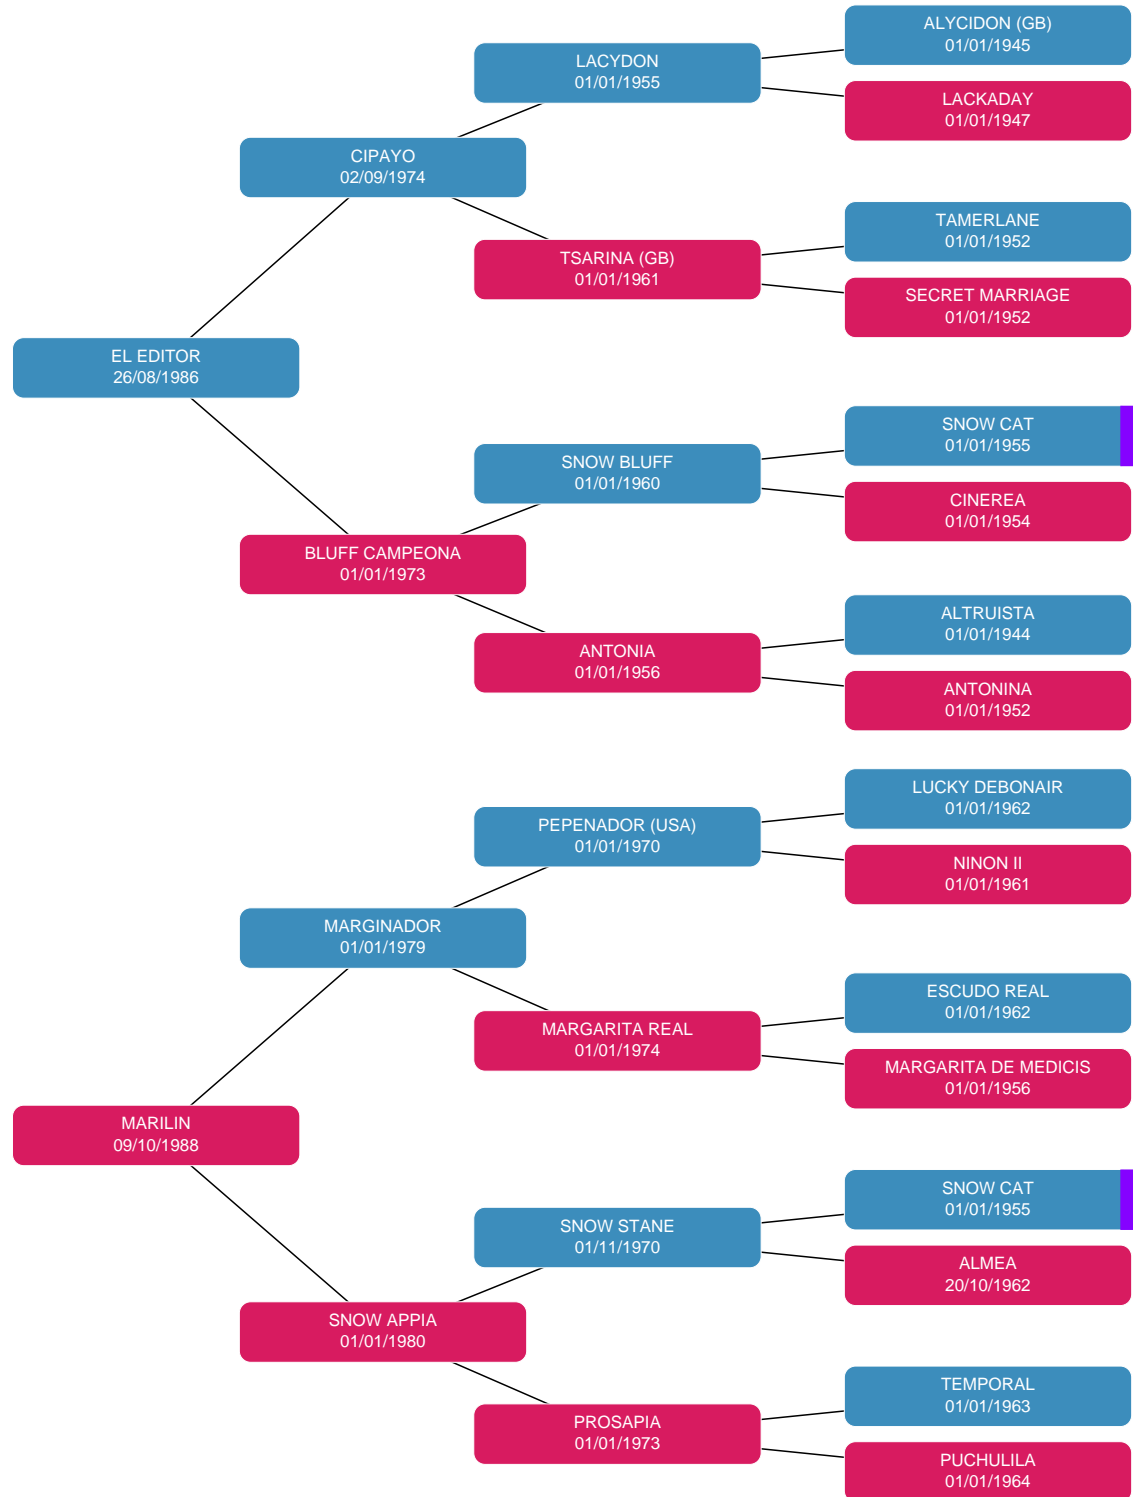 ALYCIDON (GB)
01/01/1945
LACYDON
01/01/1955
LACKADAY
01/01/1947
CIPAYO
02/09/1974
TAMERLANE
01/01/1952
TSARINA (GB)
01/01/1961
SECRET MARRIAGE
01/01/1952
EL EDITOR
26/08/1986
SNOW CAT
01/01/1955
SNOW BLUFF
01/01/1960
CINEREA
01/01/1954
BLUFF CAMPEONA
01/01/1973
ALTRUISTA
01/01/1944
ANTONIA
01/01/1956
ANTONINA
01/01/1952
LUCKY DEBONAIR
01/01/1962
PEPENADOR (USA)
01/01/1970
NINON II
01/01/1961
MARGINADOR
01/01/1979
ESCUDO REAL
01/01/1962
MARGARITA REAL
01/01/1974
MARGARITA DE MEDICIS
01/01/1956
MARILIN
09/10/1988
SNOW CAT
01/01/1955
SNOW STANE
01/11/1970
ALMEA
20/10/1962
SNOW APPIA
01/01/1980
TEMPORAL
01/01/1963
PROSAPIA
01/01/1973
PUCHULILA
01/01/1964